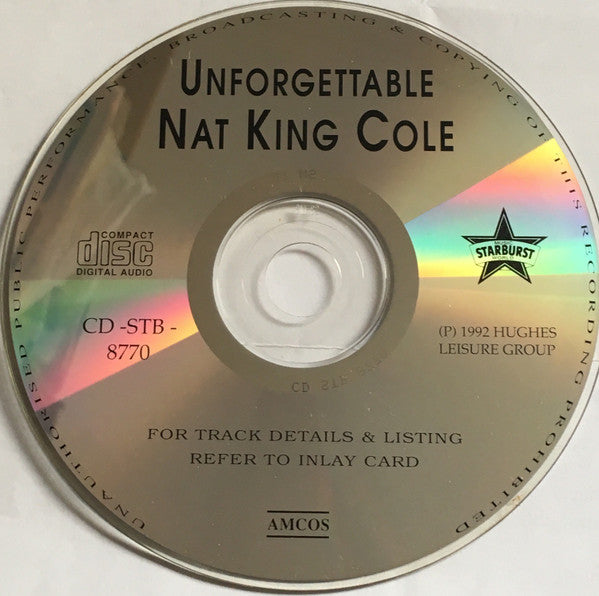 UNFORGETTABLE
NAT KING COLE
COMPACT
disc
DIGITAL AUDIO
STARBURST
WORLD
CD -STB -
8770
(P) 1992 HUGHES
LEISURE GROUP
FOR TRACK DETAILS & LISTING
REFER TO INLAY CARD
AMCOS
UNAUTHORISED PUBLIC PERFORMANCE, BROADCASTING & COPYING OF THIS RECORDING PROHIBITED